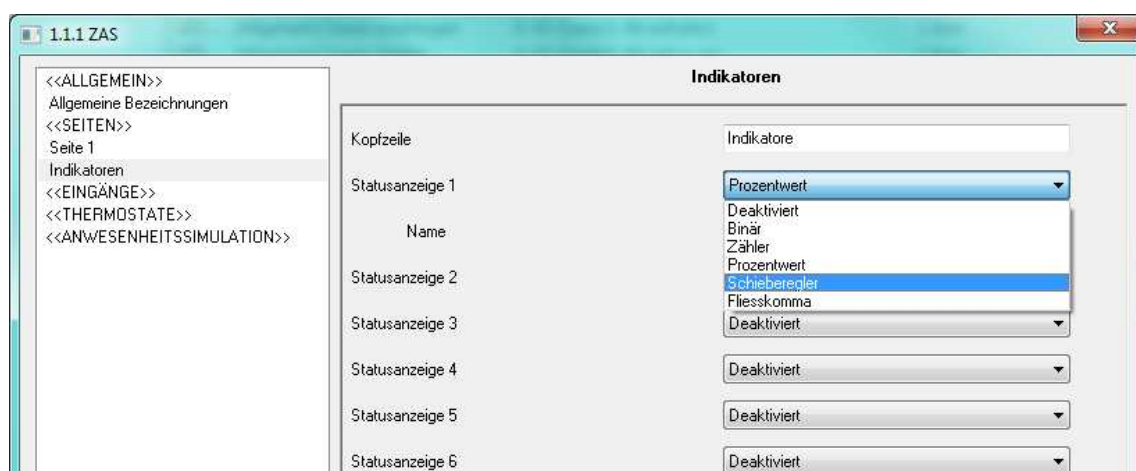 1.1.1 ZAS
<<ALLGEMEIN>>
Allgemeine Bezeichnungen
<<SEITEN>>
Seite 1
Indikatoren
<<EINGÄNGE>>
<<THERMOSTATE>>
<<ANWESENHEITSSIMULATION>>
Indikatoren
Kopfzeile
Indikatore
Statusanzeige 1
Prozentwert
Deaktiviert
Binär
Zähler
Prozentwert
Schieberegler
Fliesskomma
Name
Statusanzeige 2
Statusanzeige 3
Deaktiviert
Statusanzeige 4
Deaktiviert
Statusanzeige 5
Deaktiviert
Statusanzeige 6
Deaktiviert